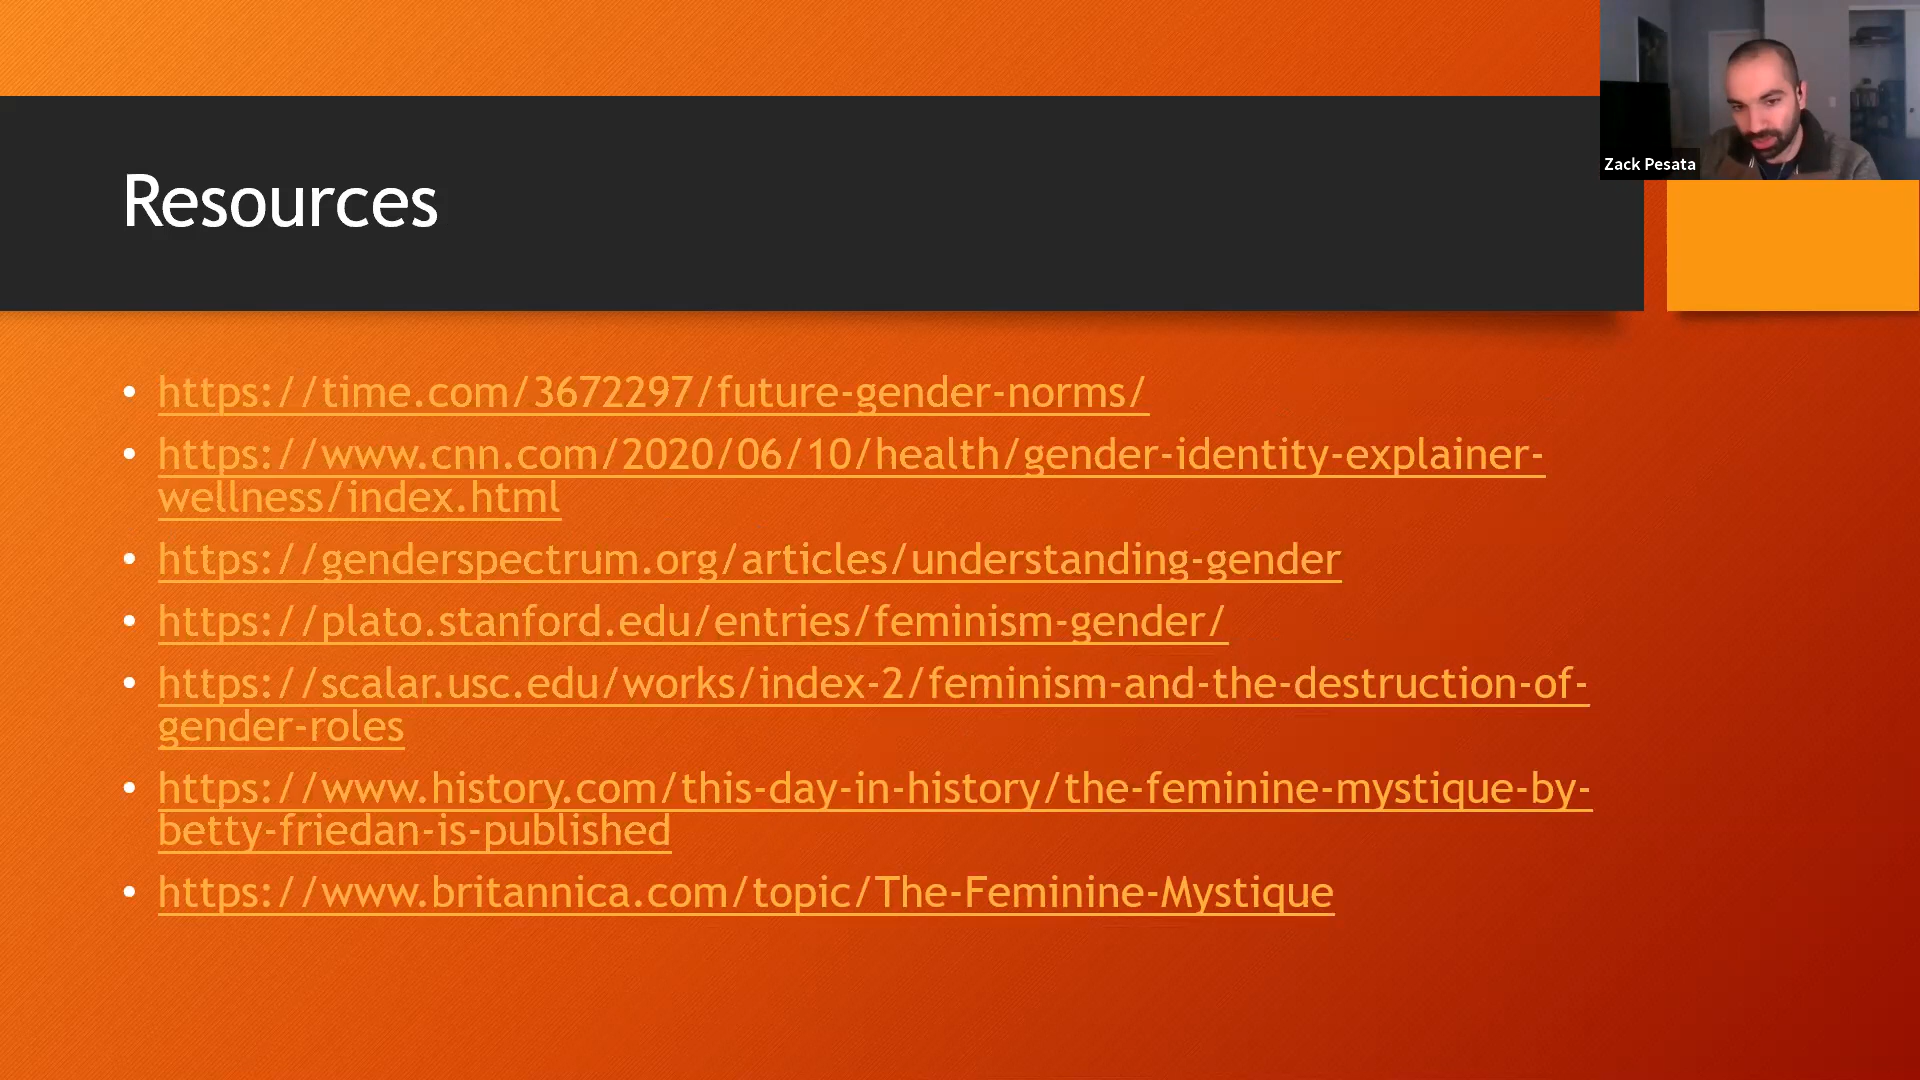 Zack Pesata
Resources
• https://time.com/3672297/future-gender-norms/
• https://www.cnn.com/2020/06/10/health/gender-identity-explainer-
wellness/index.html
• https://genderspectrum.org/articles/understanding-gender
• https://plato.stanford.edu/entries/feminism-gender/
• https://scalar.usc.edu/works/index-2/feminism-and-the-destruction-of-
gender-roles
• https://www.history.com/this-day-in-history/the-feminine-mystique-by-
betty-friedan-is-published
• https://www.britannica.com/topic/The-Feminine-Mystique